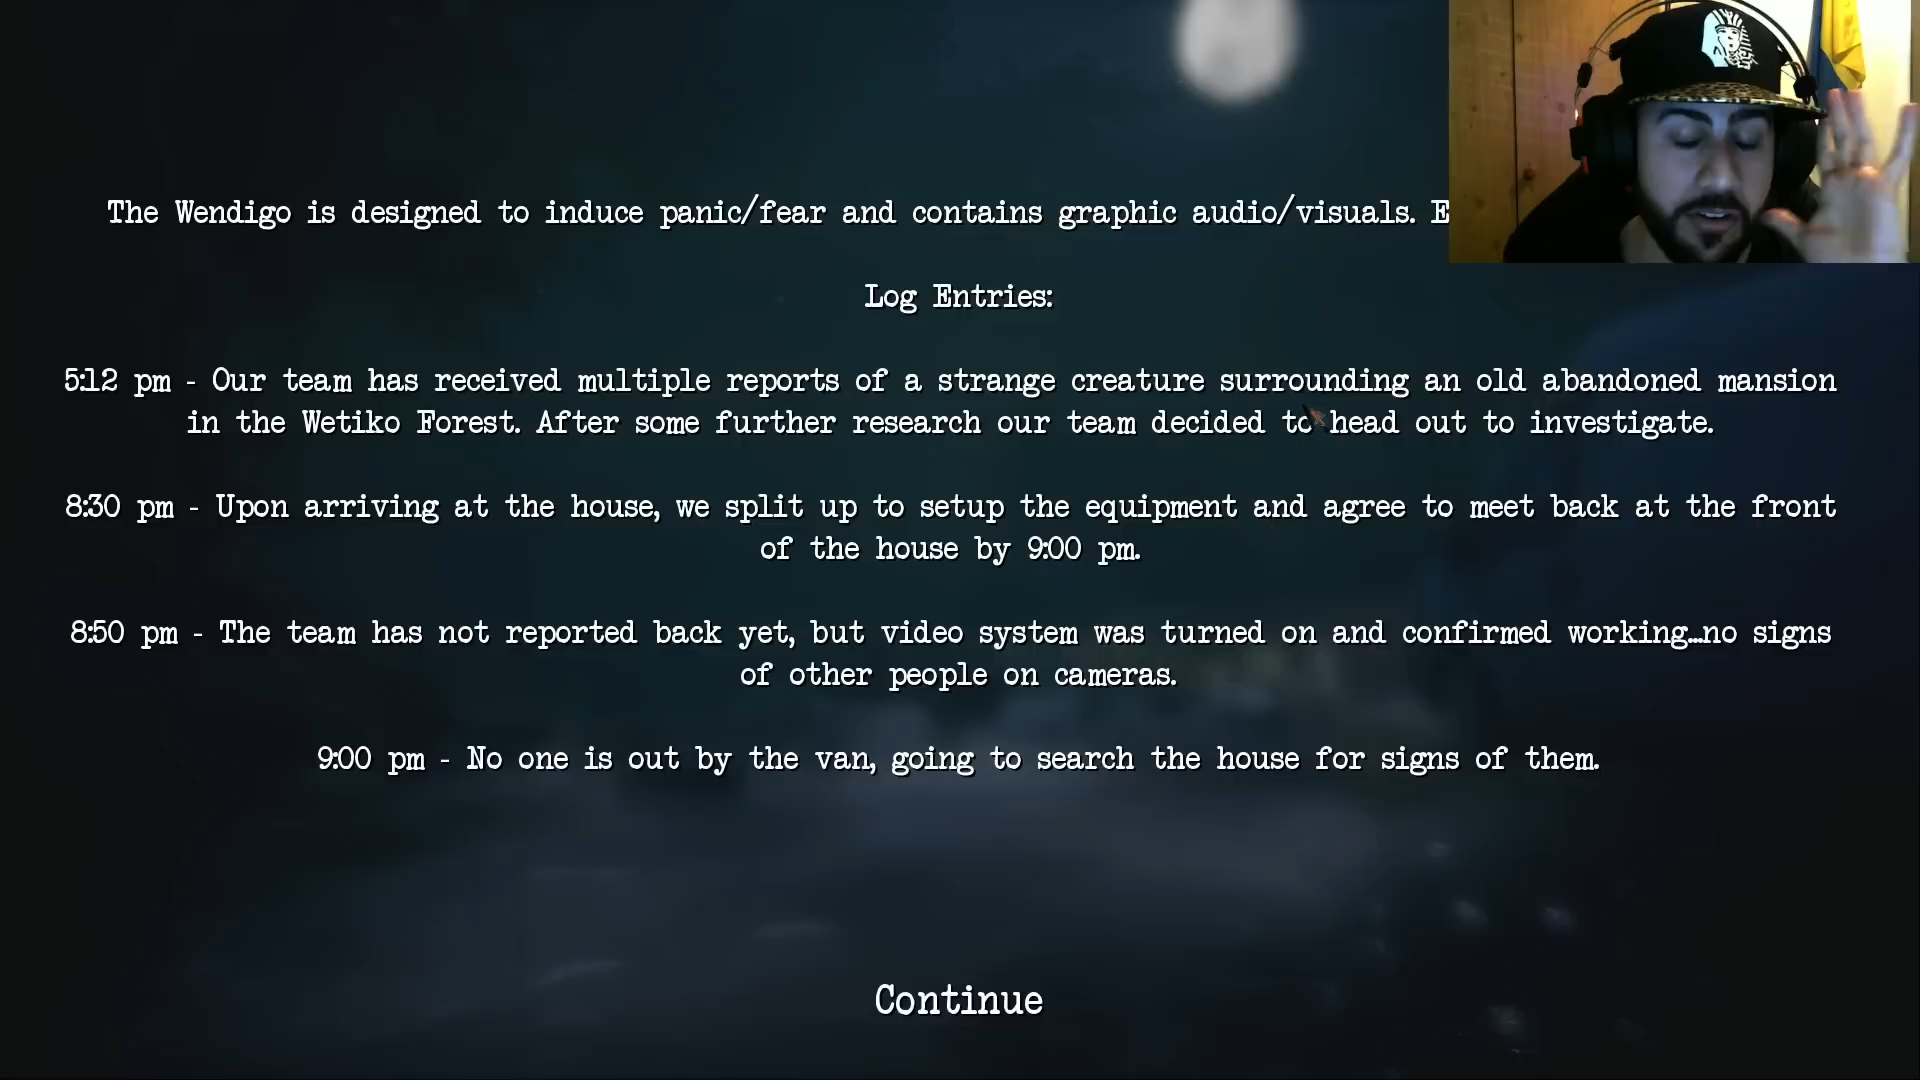 The Wendigo is designed to induce panic/fear and contains graphic audio/visuals.
Log Entries:
5:12 pm - Our team has received multiple reports of a strange creature surrounding an old abandoned mansion
in the Wetiko Forest. After some further research our team decided to head out to investigate.
8:30 pm - Upon arriving at the house, we split up to setup the equipment and agree to meet back at the front
of the house by 9:00 pm.
8:50 pm - The team has not reported back yet, but video system was turned on and confirmed working...no signs
of other people on cameras.
9:00 pm - No one is out by the van, going to search the house for signs of them.
Continue